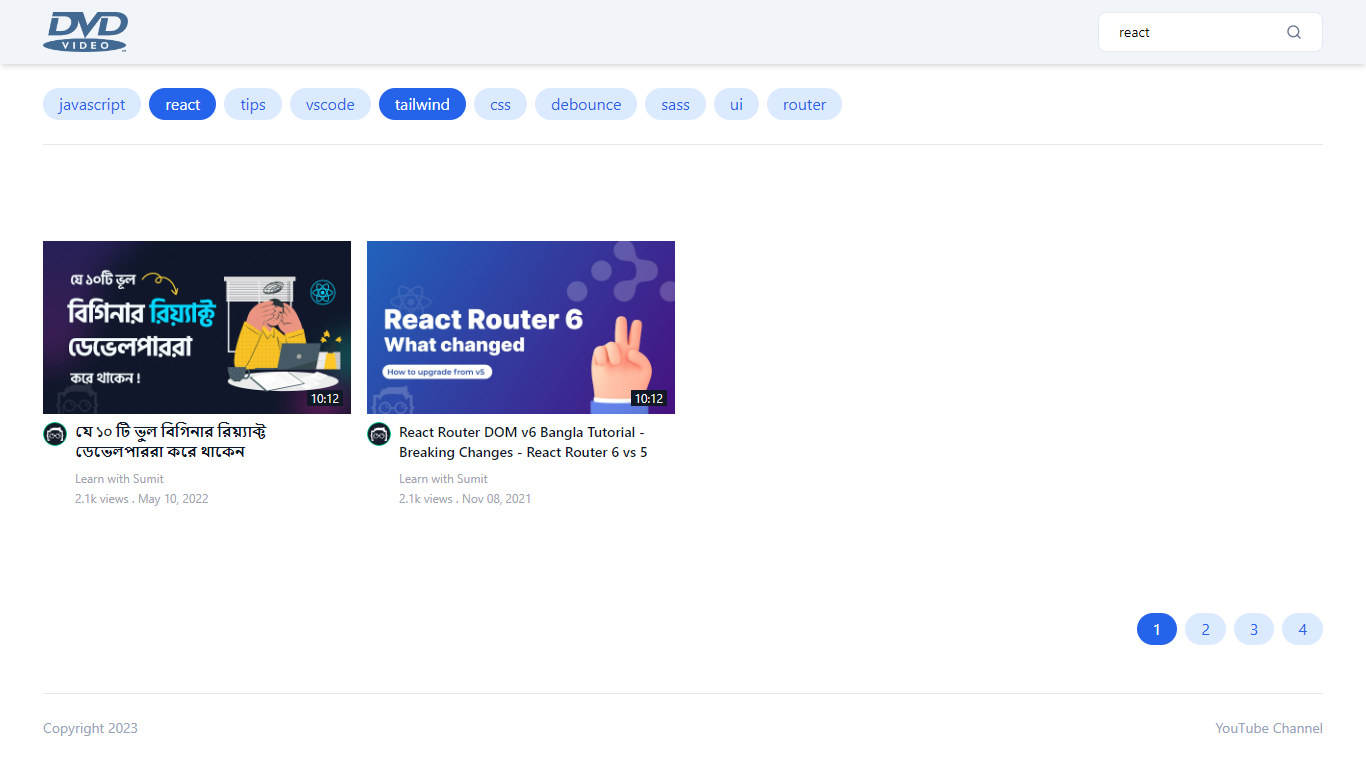 DVD
VIDEO
react
javascript
react
tips
vscode
tailwind
css
debounce
sass
ui
router
যে ১০টি ভূল
বিগিনার রিয়্যাক্ট
ডেভেলপাররা
করে থাকেন !
10:12
React Router 6
What changed
How to upgrade from v5
10:12
যে ১০ টি ভুল বিগিনার রিয়্যাক্ট
ডেভেলপাররা করে থাকেন
Learn with Sumit
2.1k views . May 10, 2022
React Router DOM v6 Bangla Tutorial -
Breaking Changes - React Router 6 vs 5
Learn with Sumit
2.1k views . Nov 08, 2021
1
2
3
4
Copyright 2023
YouTube Channel